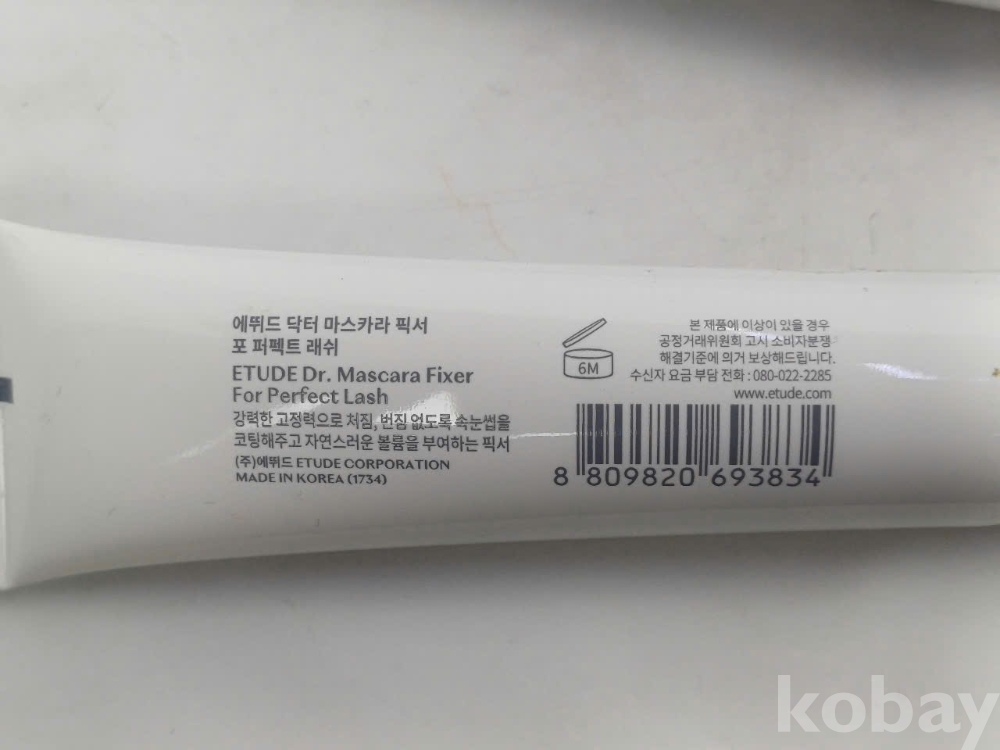 에뛰드 닥터 마스카라 픽서
포 퍼펙트 래쉬
ETUDE Dr. Mascara Fixer
For Perfect Lash
강력한 고정력으로 처짐, 번짐 없도록 속눈썹을
코팅해주고 자연스러운 볼륨을 부여하는 픽서
(주)에뛰드 ETUDE CORPORATION
MADE IN KOREA (1734)
6M
본 제품에 이상이 있을 경우
공정거래위원회 고시 소비자분쟁
해결기준에 의거 보상해드립니다.
수신자 요금 부담 전화 : 080-022-2285
www.etude.com
8 809820 693834
kobay